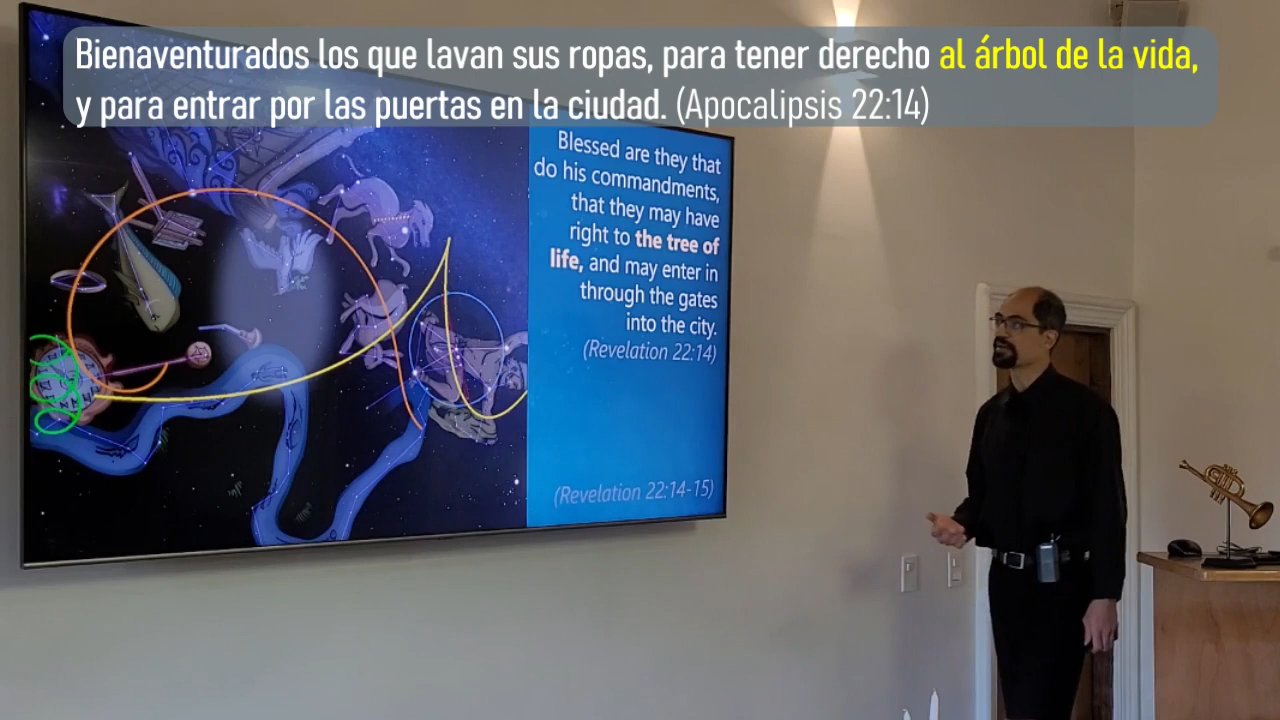 Bienaventurados los que lavan sus ropas, para tener derecho al árbol de la vida,
y para entrar por las puertas en la ciudad. (Apocalipsis 22:14)
Blessed are they that
do his commandments,
that they may have
right to the tree of
life, and may enter in
through the gates
into the city.
(Revelation 22:14)
(Revelation 22:14-15)